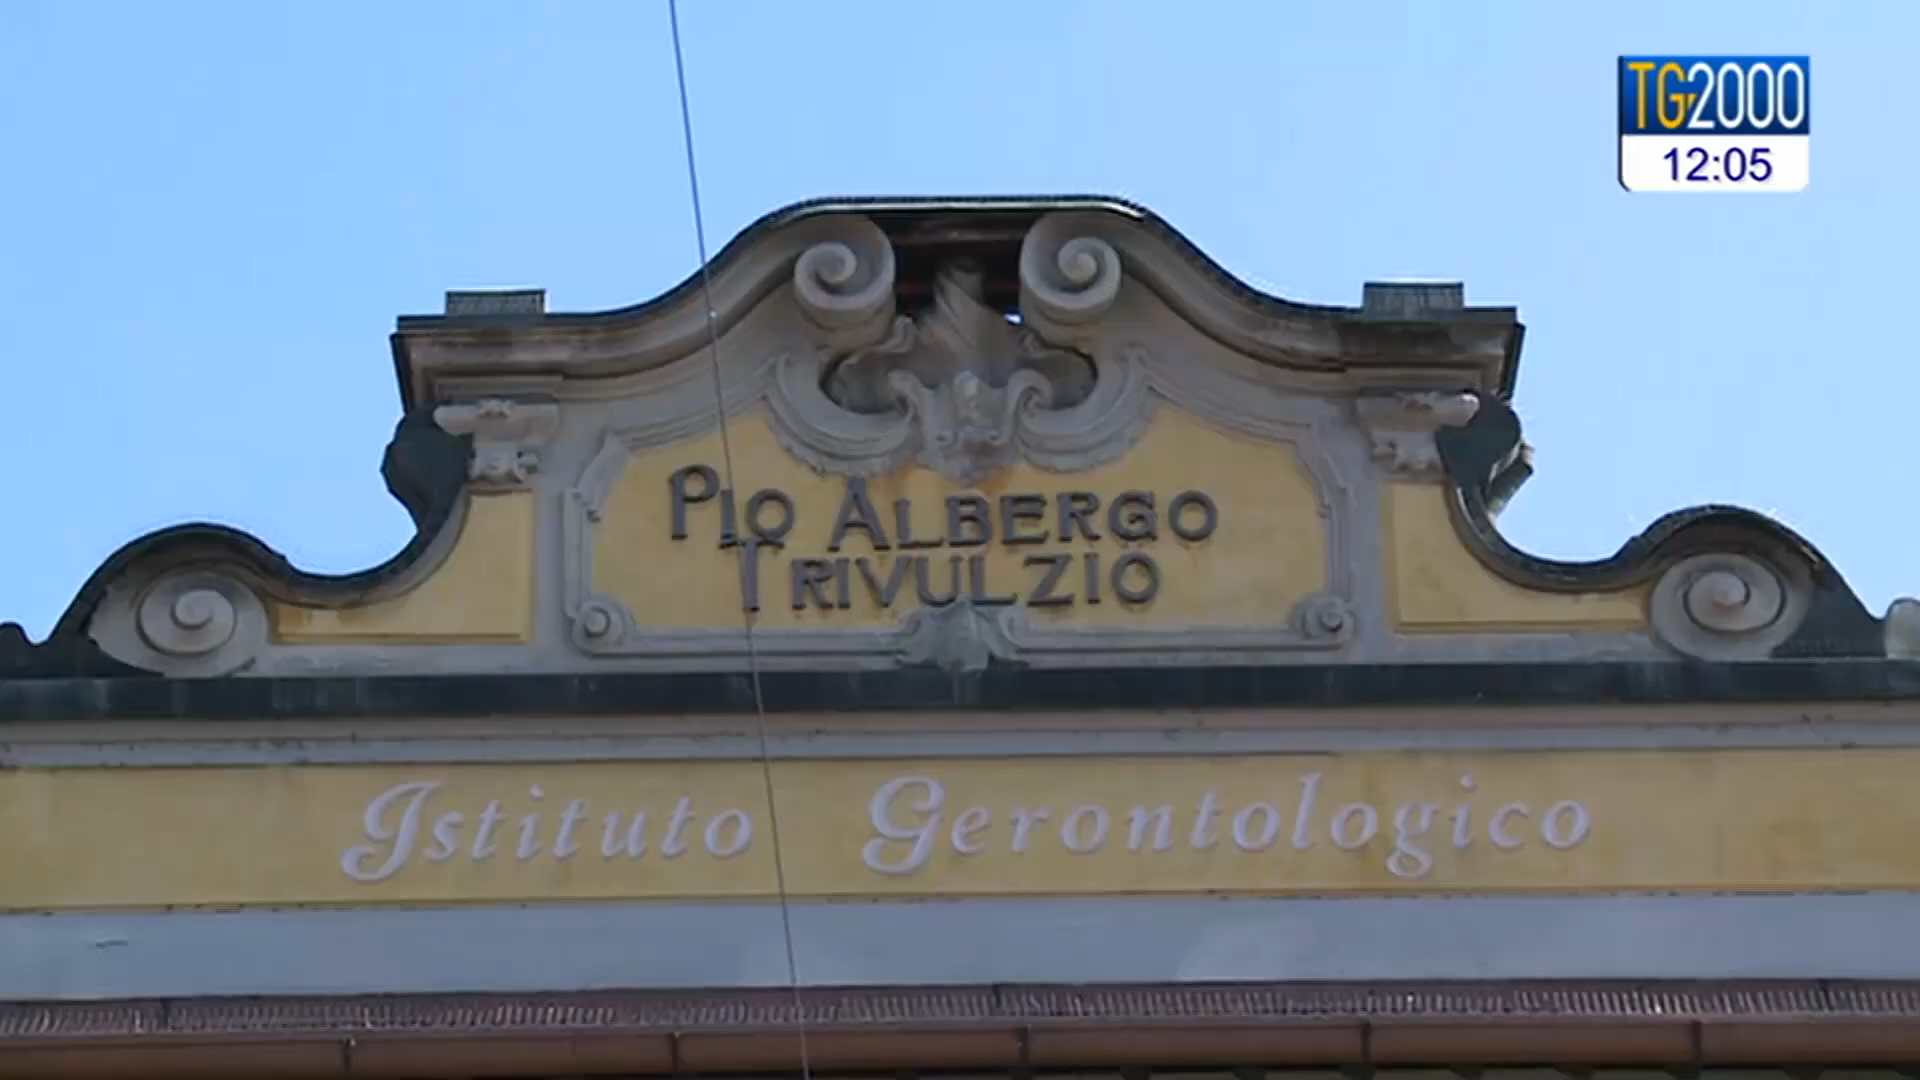 TG2000
12:05
PIO ALBERGO
TRIVULZIO
Istituto Gerontologico